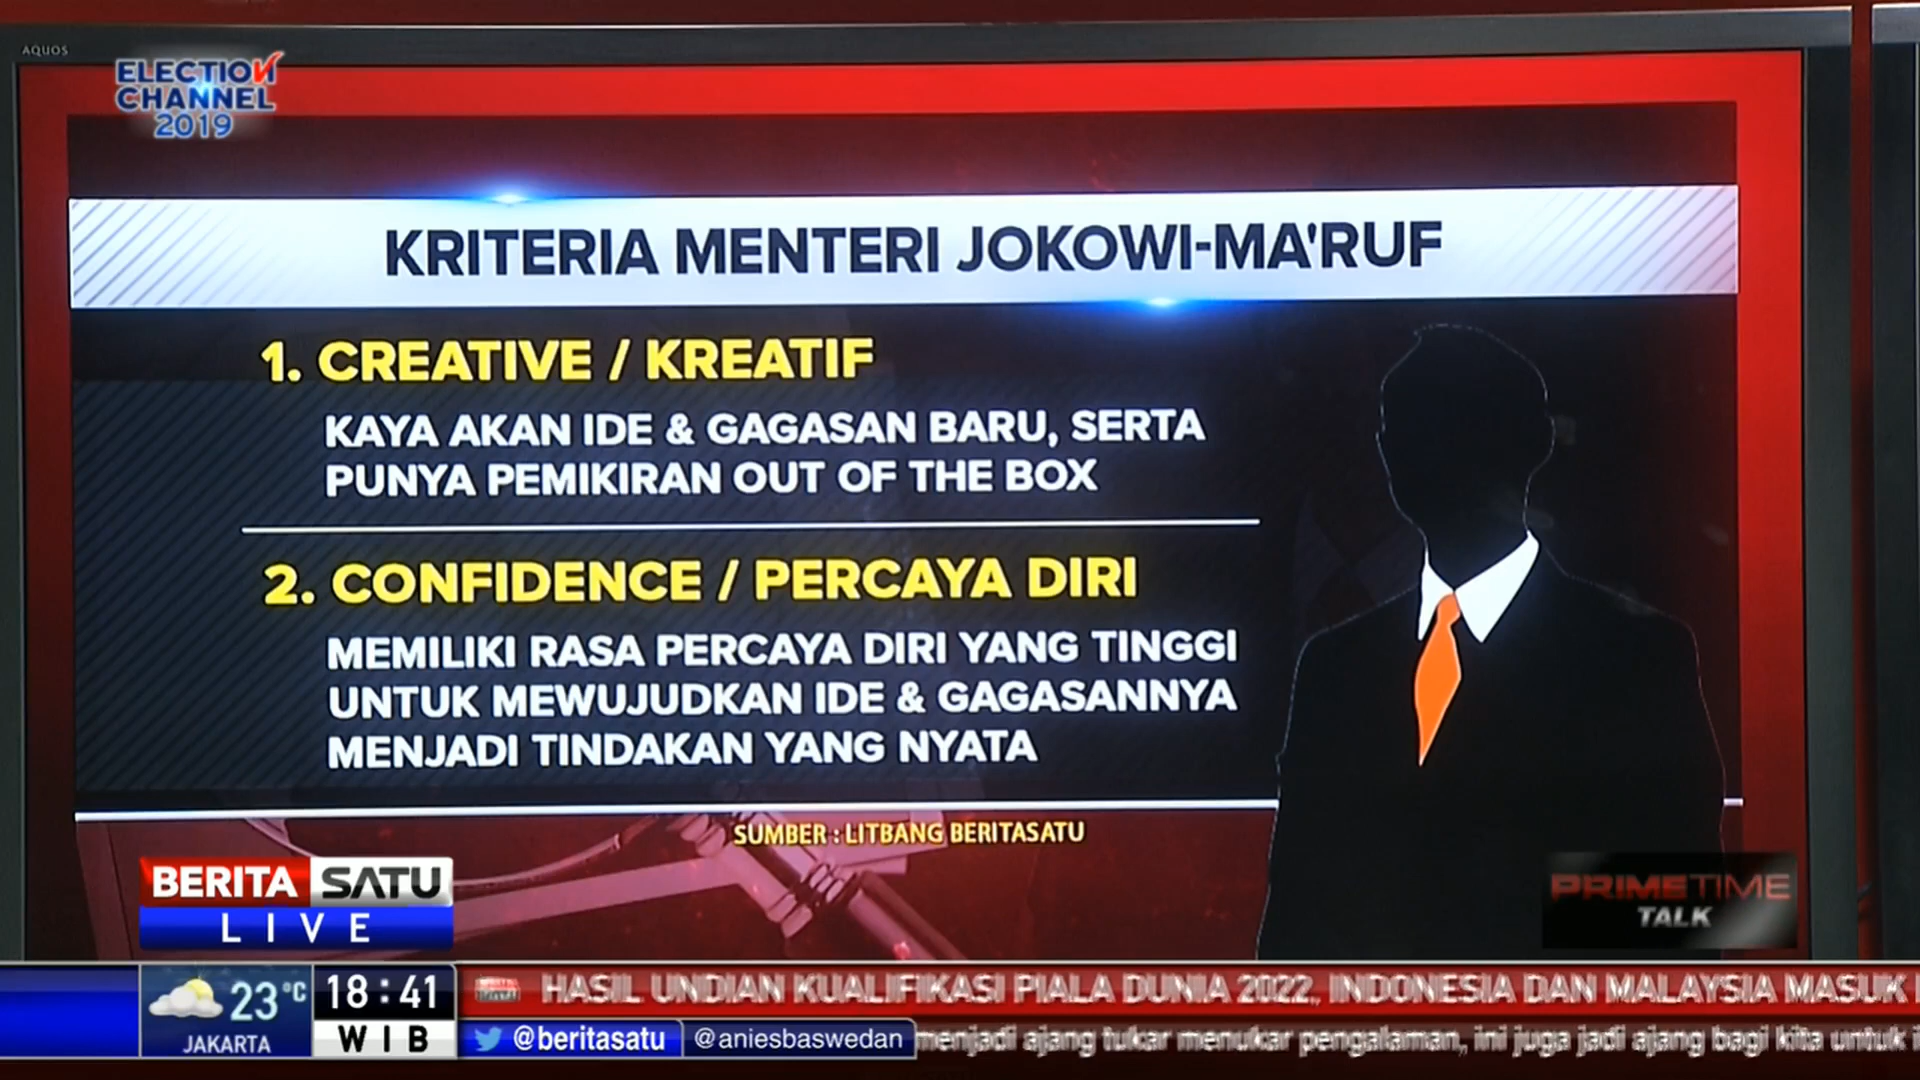 AQUOS
ELECTION
CHANNEL
2019
KRITERIA MENTERI JOKOWI-MA'RUF
1. CREATIVE / KREATIF
KAYA AKAN IDE & GAGASAN BARU, SERTA
PUNYA PEMIKIRAN OUT OF THE BOX
2. CONFIDENCE / PERCAYA DIRI
MEMILIKI RASA PERCAYA DIRI YANG TINGGI
UNTUK MEWUJUDKAN IDE & GAGASANNYA
MENJADI TINDAKAN YANG NYATA
SUMBER : LITBANG BERITASATU
BERITA SATU
LIVE
PRIMETIME
TALK
23°C
JAKARTA
18:41
WIB
HASIL UNDIAN KUALIFIKASI PIALA DUNIA 2022, INDONESIA DAN MALAYSIA MASUK
@beritasatu @aniesbaswedan menjadi ajang tukar menukar pengalaman, ini juga jadi ajang bagi kita untuk